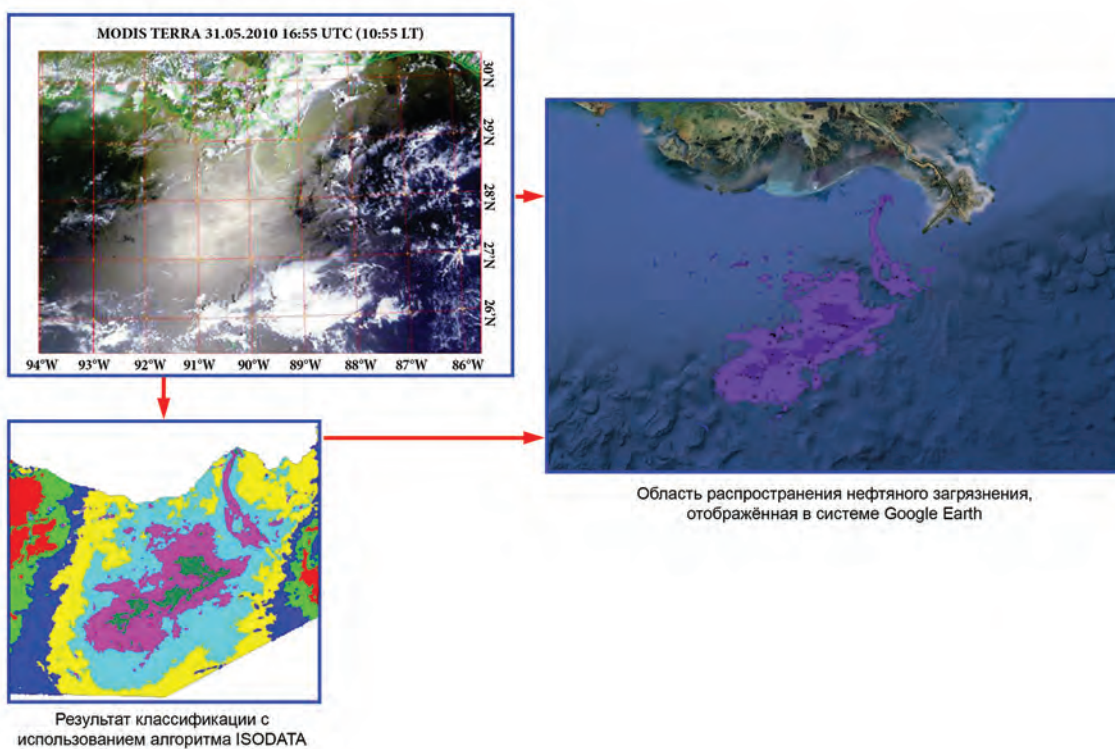 MODIS TERRA 31.05.2010 16:55 UTC (10:55 LT)
30°N
29°N
28°N
27°N
26°N
94°W 93°W 92°W 91°W 90°W 89°W 88°W 87°W 86°W
Область распространения нефтяного загрязнения,
отображённая в системе Google Earth
Результат классификации с
использованием алгоритма ISODATA